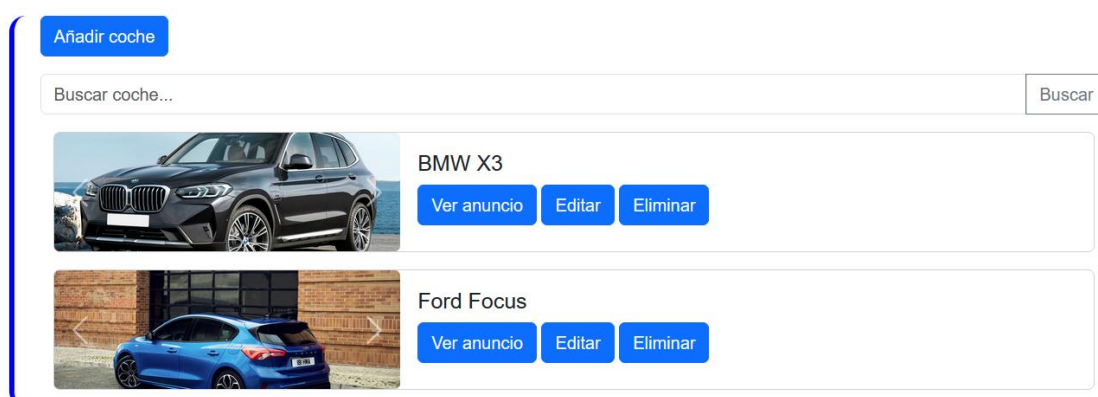 Añadir coche
Buscar coche... Buscar
BMW X3
Ver anuncio Editar Eliminar
Ford Focus
Ver anuncio Editar Eliminar